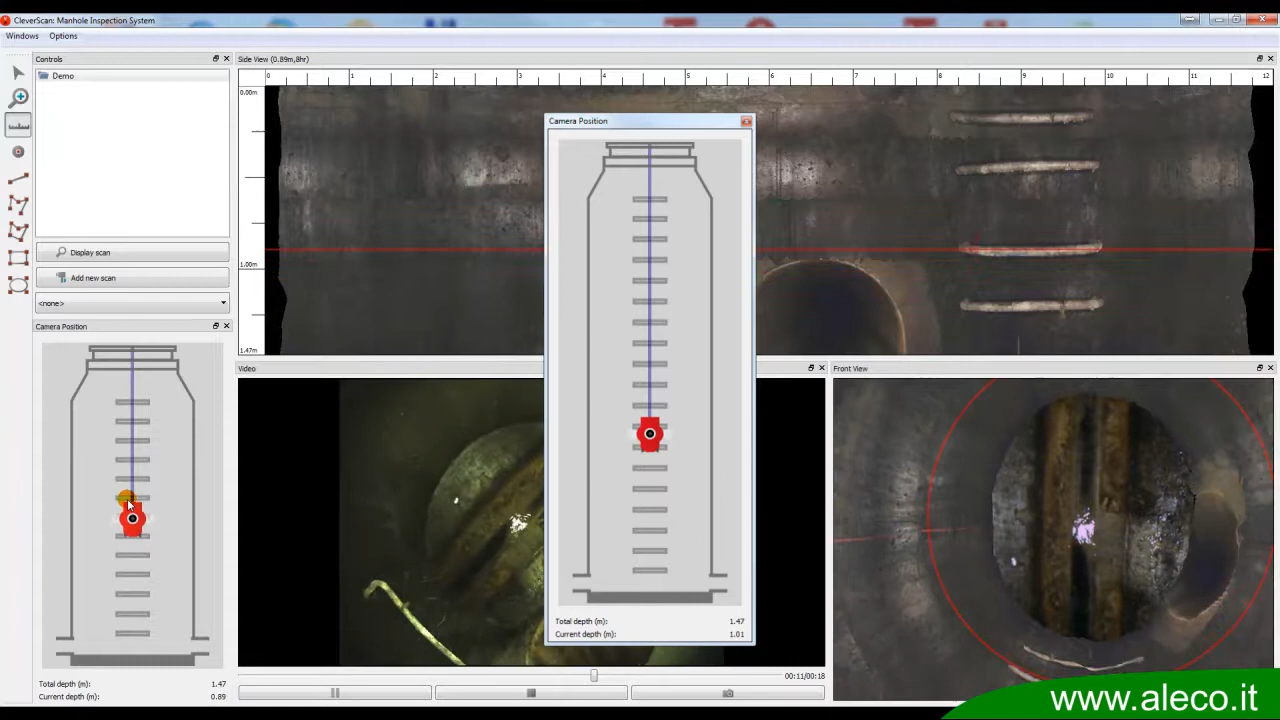 CleverScan: Manhole Inspection System
Windows Options
Controls
Demo
Display scan
Add new scan
<none>
Camera Position
Total depth (m): 1.47
Current depth (m): 0.89
Side View (0.89m,8hr)
0 1 2 3 4 5 6 7 8 9 10 11 12
0.00m
1.00m
1.47m
Camera Position
Total depth (m): 1.47
Current depth (m): 1.01
Video
00:11/00:18
Front View
www.aleco.it